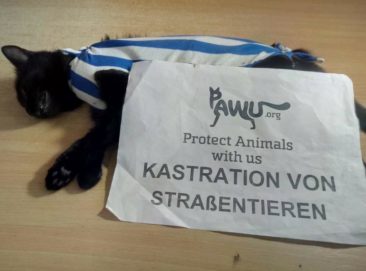 PAWU.org
Protect Animals
with us
KASTRATION VON
STRAßENTIEREN